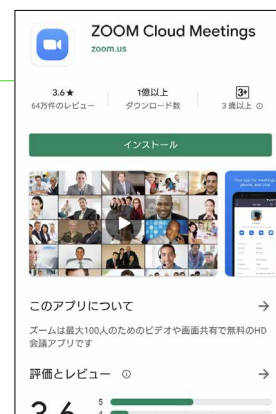 ZOOM Cloud Meetings
zoom.us
3.6★
64万件のレビュー
1億以上
ダウンロード数
3+
3 歳以上 ⓘ
インストール
このアプリについて →
ズームは最大100人のためのビデオや画面共有で無料のHD
会議アプリです
評価とレビュー ⓘ →
3.6
5
4